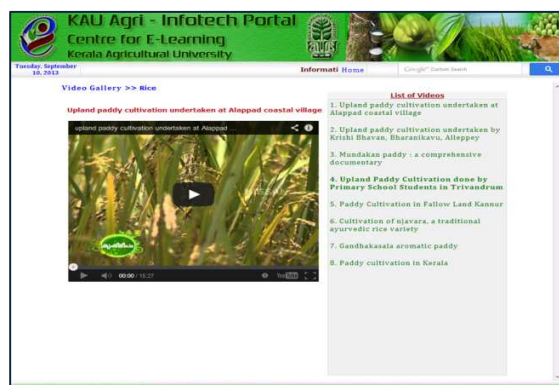 KAU Agri - Infotech Portal
Centre for E-Learning
Kerala Agricultural University
Tuesday, September
10, 2013
Informati Home
Google Custom Search
Video Gallery >> Rice
Upland paddy cultivation undertaken at Alappad coastal village
upland paddy cultivation undertaken at Alappad ...
00:00 / 16:27
YouTube
List of Videos
1. Upland paddy cultivation undertaken at
Alappad coastal village
2. Upland paddy cultivation undertaken by
Krishi Bhavan, Bharanikavu, Alleppey
3. Mundakan paddy : a comprehensive
documentary
4. Upland Paddy Cultivation done by
Primary School Students in Trivandrum
5. Paddy Cultivation in Fallow Land Kannur
6. Cultivation of njavara, a traditional
ayurvedic rice variety
7. Gandhakasala aromatic paddy
8. Paddy cultivation in Kerala